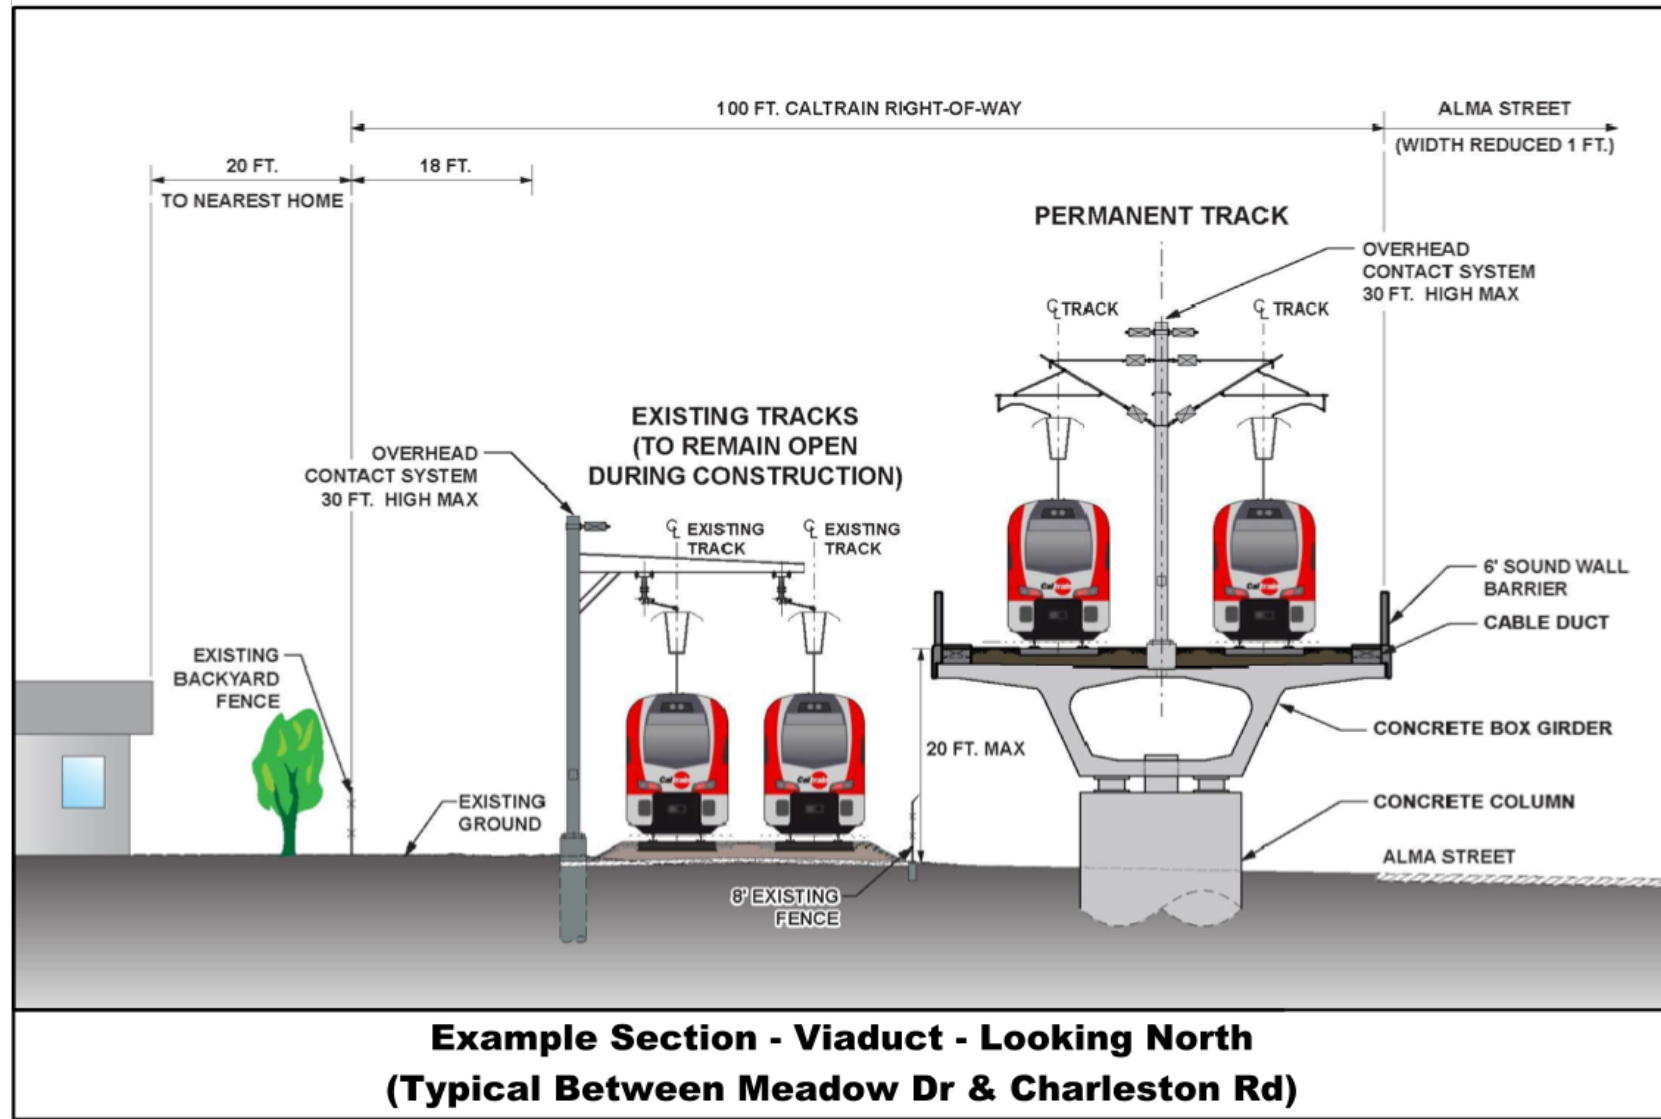 100 FT. CALTRAIN RIGHT-OF-WAY
ALMA STREET
(WIDTH REDUCED 1 FT.)
20 FT.
TO NEAREST HOME
18 FT.
PERMANENT TRACK
OVERHEAD
CONTACT SYSTEM
30 FT. HIGH MAX
℄ TRACK
℄ TRACK
EXISTING TRACKS
(TO REMAIN OPEN
DURING CONSTRUCTION)
OVERHEAD
CONTACT SYSTEM
30 FT. HIGH MAX
℄ EXISTING
TRACK
℄ EXISTING
TRACK
Caltrain
Caltrain
6' SOUND WALL
BARRIER
CABLE DUCT
EXISTING
BACKYARD
FENCE
Caltrain
Caltrain
CONCRETE BOX GIRDER
20 FT. MAX
EXISTING
GROUND
CONCRETE COLUMN
ALMA STREET
8' EXISTING
FENCE
Example Section - Viaduct - Looking North
(Typical Between Meadow Dr & Charleston Rd)